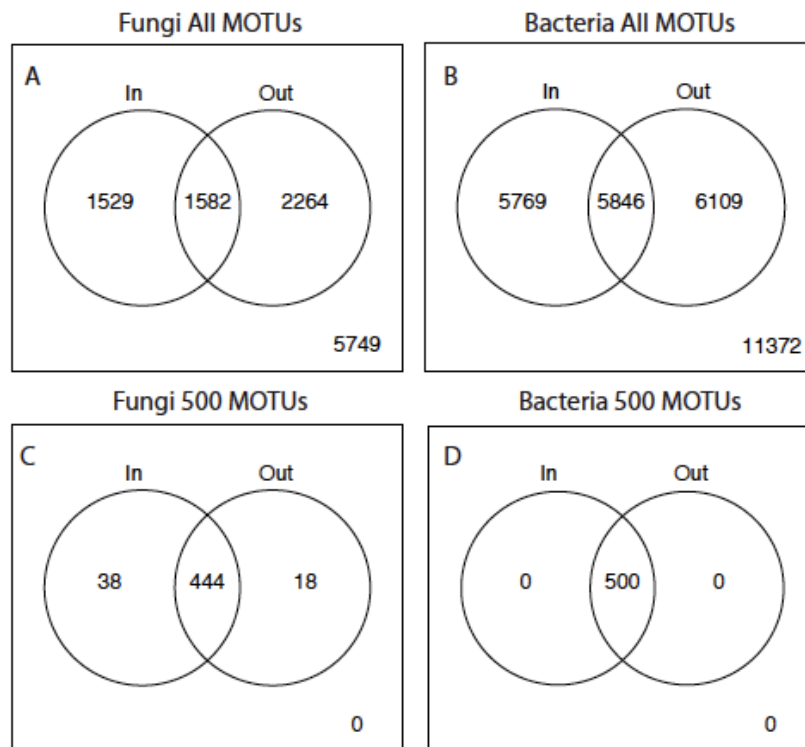 Fungi All MOTUs
Bacteria All MOTUs
A
In
Out
1529
1582
2264
5749
B
In
Out
5769
5846
6109
11372
Fungi 500 MOTUs
Bacteria 500 MOTUs
C
In
Out
38
444
18
0
D
In
Out
0
500
0
0